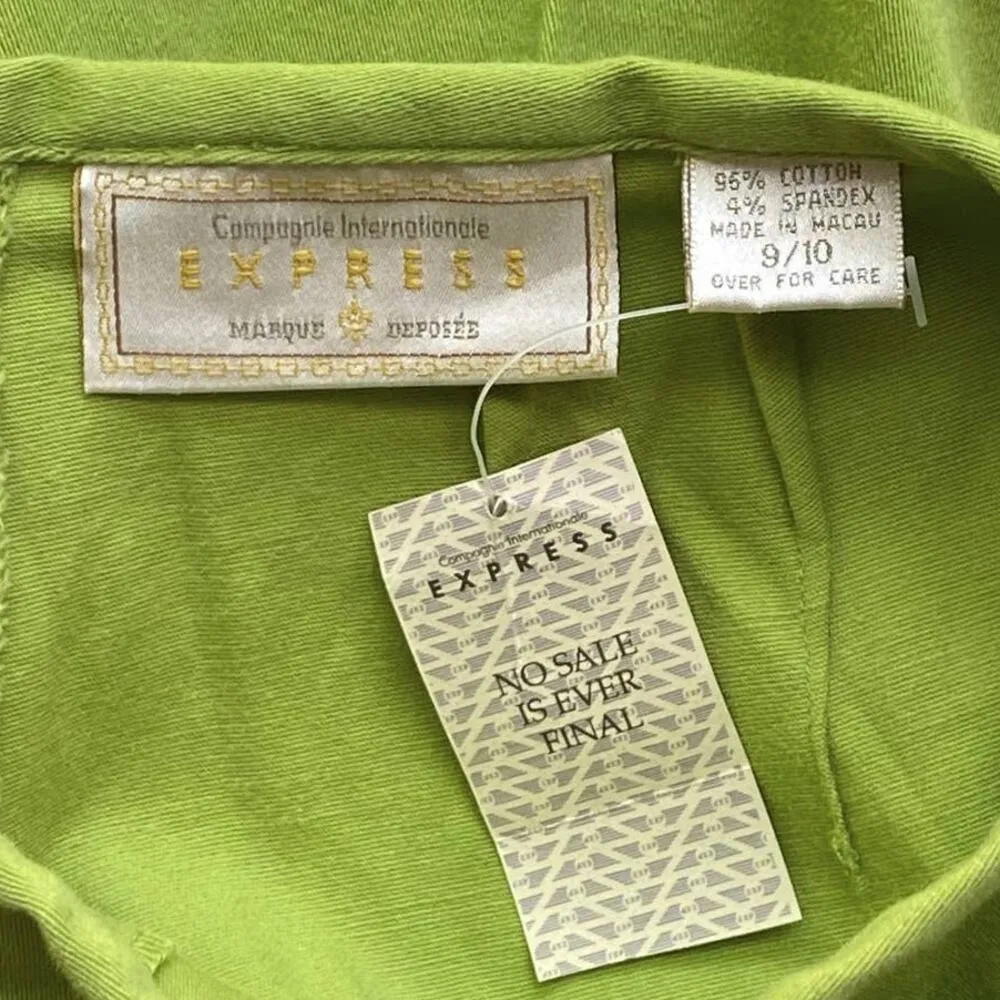 Compagnie Internationale
EXPRESS
MARQUE DEPOSÉE
96% COTTON
4% SPANDEX
MADE IN MACAU
9/10
OVER FOR CARE
Compagnie Internationale
EXPRESS
NO SALE
IS EVER
FINAL